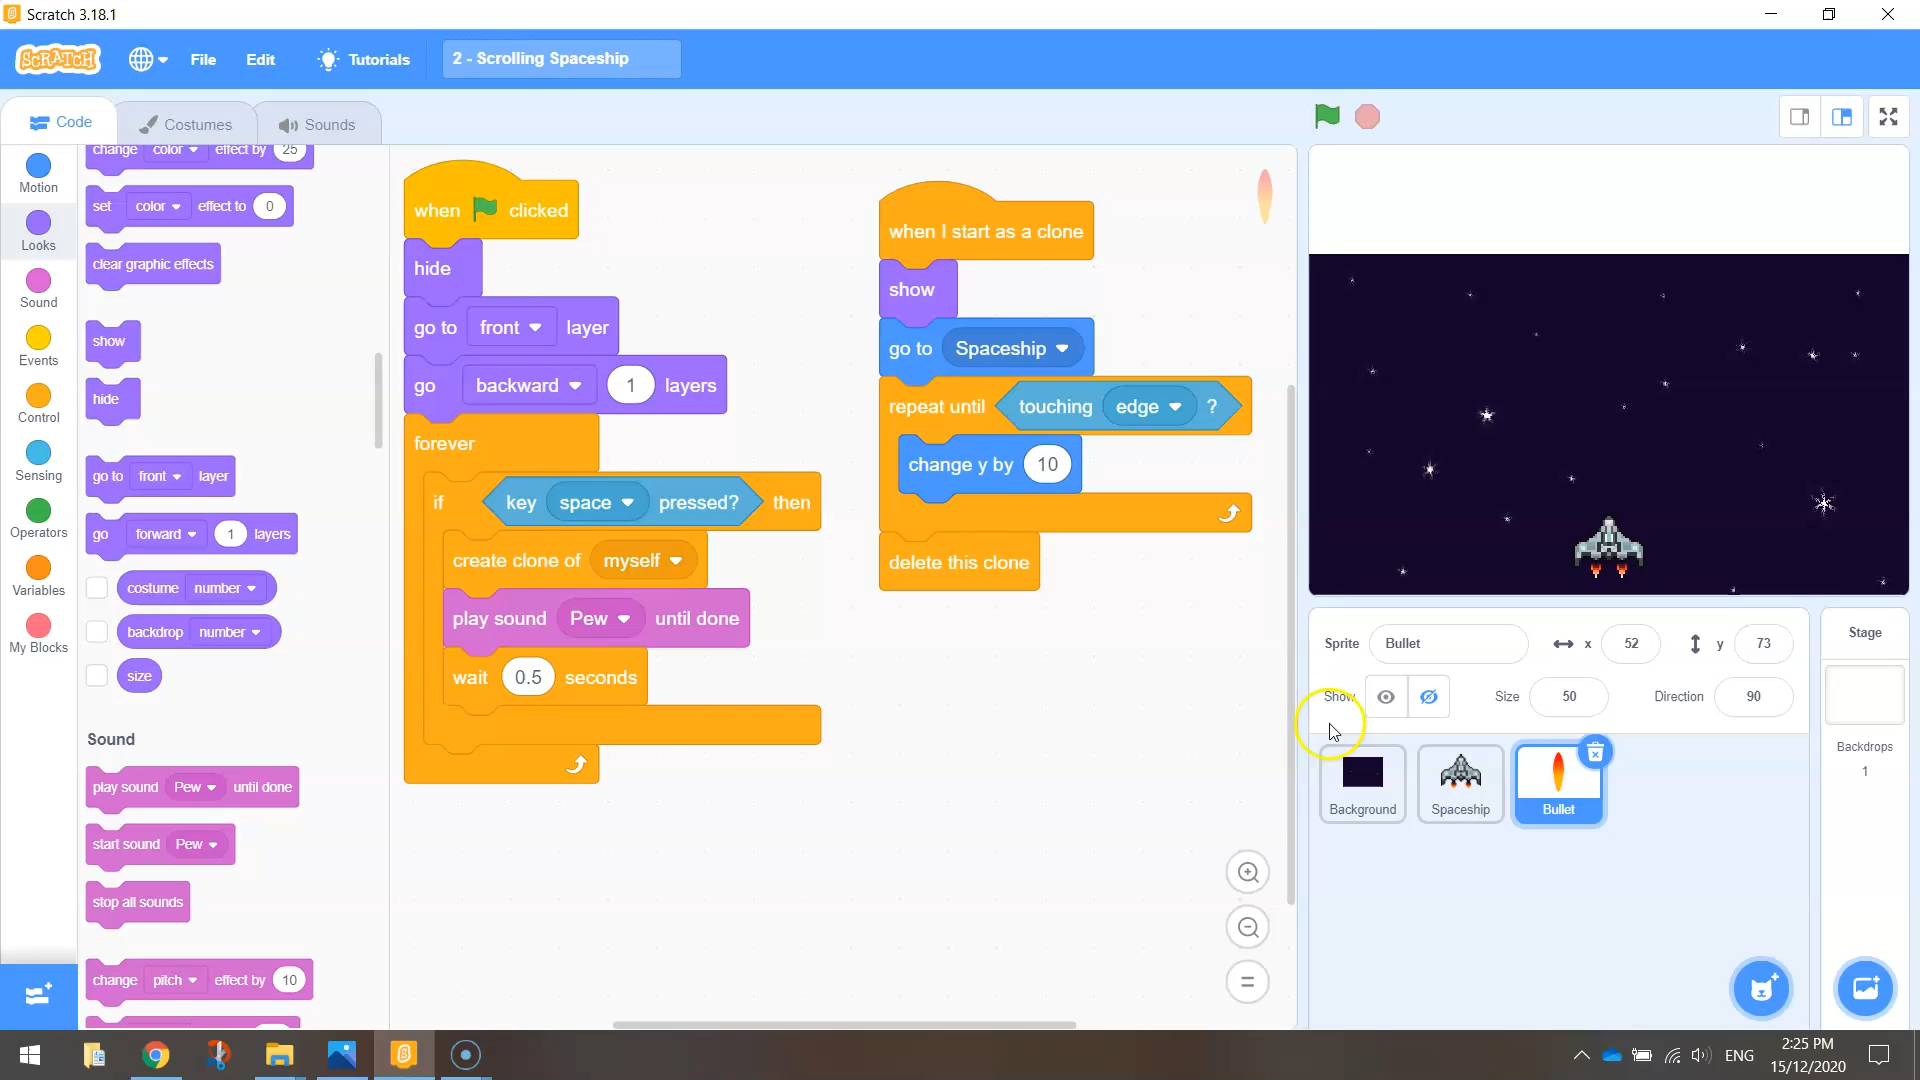 Scratch 3.18.1
SCRATCH
File
Edit
Tutorials
2 - Scrolling Spaceship
Code
Costumes
Sounds
Motion
Looks
Sound
Events
Control
Sensing
Operators
Variables
My Blocks
change color effect by 25
set color effect to 0
clear graphic effects
show
hide
go to front layer
go forward 1 layers
costume number
backdrop number
size
Sound
play sound Pew until done
start sound Pew
stop all sounds
change pitch effect by 10
when clicked
hide
go to front layer
go backward 1 layers
forever
if key space pressed? then
create clone of myself
play sound Pew until done
wait 0.5 seconds
when I start as a clone
show
go to Spaceship
repeat until touching edge ?
change y by 10
delete this clone
Sprite Bullet x 52 y 73
Show Size 50 Direction 90
Background
Spaceship
Bullet
Stage
Backdrops
1
ENG
2:25 PM
15/12/2020